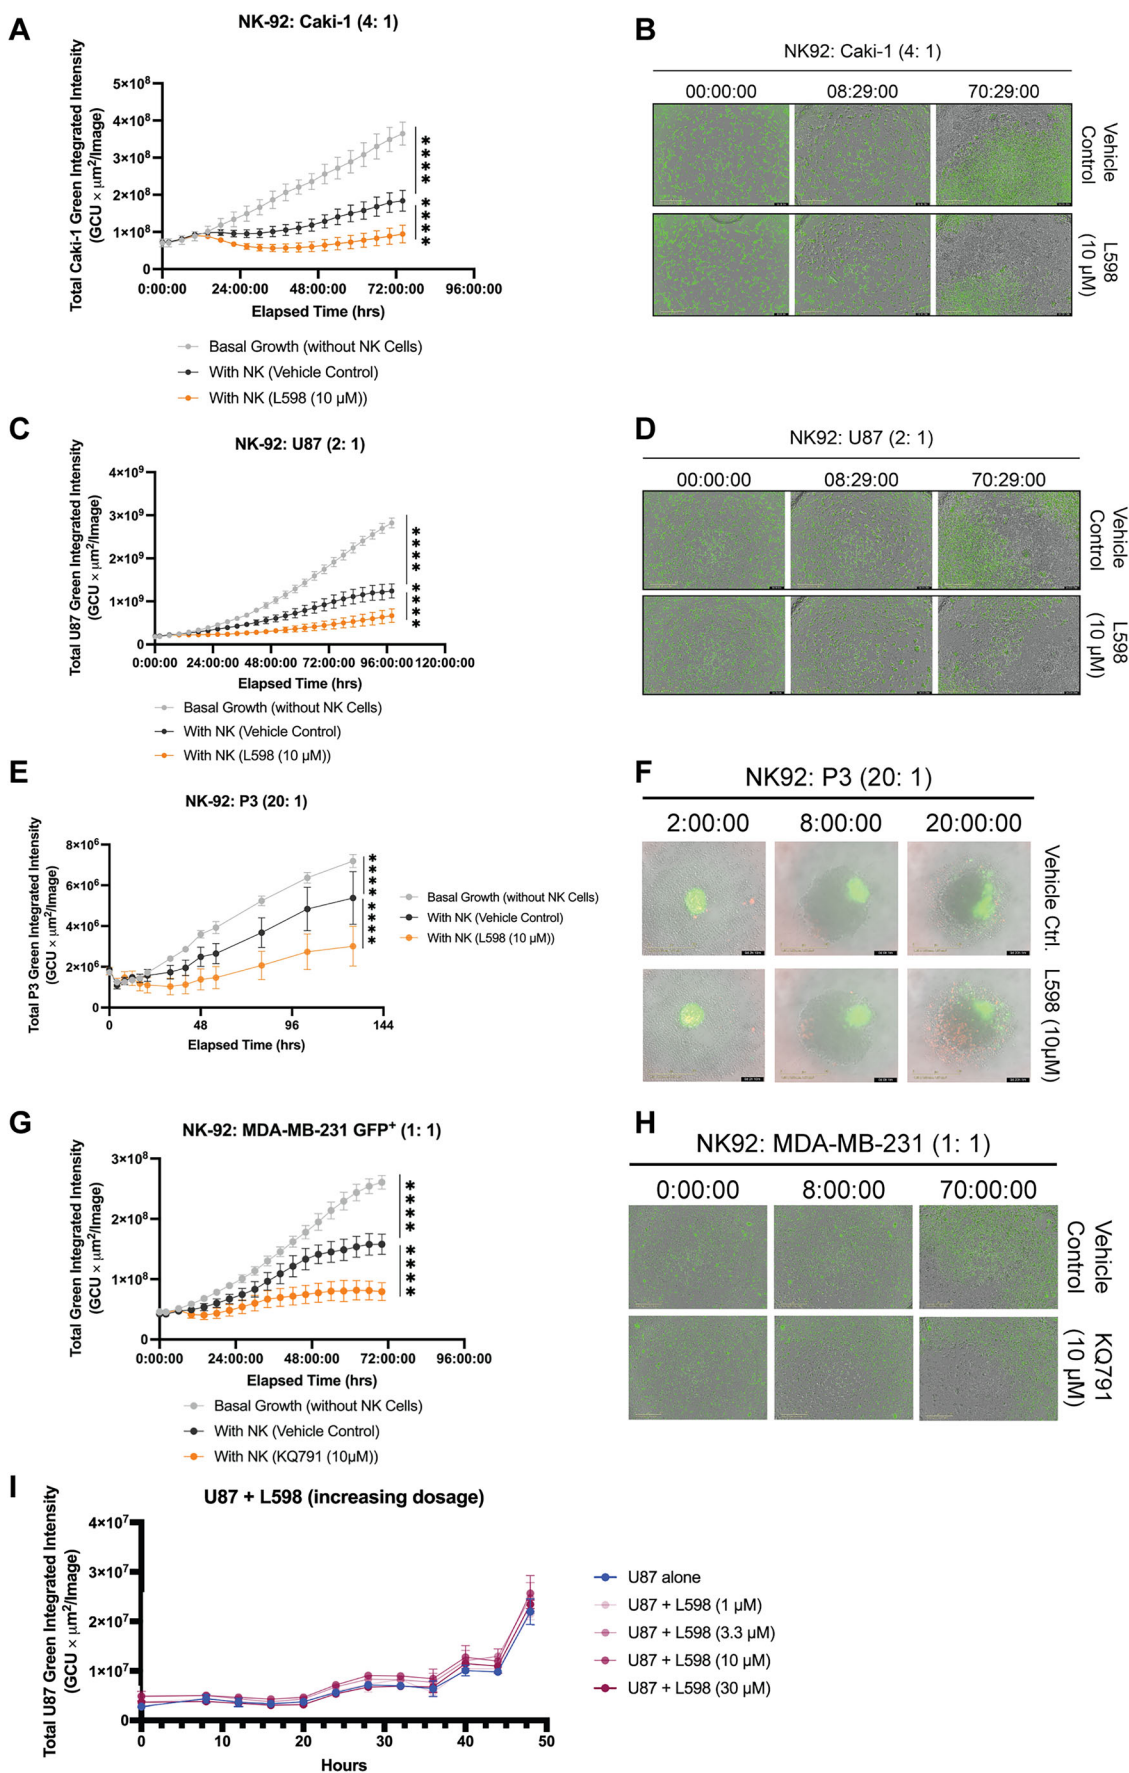 A
NK-92: Caki-1 (4: 1)
Total Caki-1 Green Integrated Intensity
(GCU × μm²/Image)
5×10⁸
4×10⁸
3×10⁸
2×10⁸
1×10⁸
0
0:00:00
24:00:00
48:00:00
72:00:00
96:00:00
Elapsed Time (hrs)
****
****
Basal Growth (without NK Cells)
With NK (Vehicle Control)
With NK (L598 (10 μM))
B
NK92: Caki-1 (4: 1)
00:00:00
08:29:00
70:29:00
Vehicle
Control
L598
(10 μM)
C
NK-92: U87 (2: 1)
Total U87 Green Integrated Intensity
(GCU × μm²/Image)
4×10⁹
3×10⁹
2×10⁹
1×10⁹
0
0:00:00
24:00:00
48:00:00
72:00:00
96:00:00
120:00:00
Elapsed Time (hrs)
****
****
Basal Growth (without NK Cells)
With NK (Vehicle Control)
With NK (L598 (10 μM))
D
NK92: U87 (2: 1)
00:00:00
08:29:00
70:29:00
Vehicle
Control
L598
(10 μM)
E
NK-92: P3 (20: 1)
Total P3 Green Integrated Intensity
(GCU × μm²/Image)
8×10⁶
6×10⁶
4×10⁶
2×10⁶
0
0
48
96
144
Elapsed Time (hrs)
****
****
Basal Growth (without NK Cells)
With NK (Vehicle Control)
With NK (L598 (10 μM))
F
NK92: P3 (20: 1)
2:00:00
8:00:00
20:00:00
Vehicle Ctrl.
L598 (10μM)
G
NK-92: MDA-MB-231 GFP⁺ (1: 1)
Total Green Integrated Intensity
(GCU × μm²/Image)
3×10⁸
2×10⁸
1×10⁸
0
0:00:00
24:00:00
48:00:00
72:00:00
96:00:00
Elapsed Time (hrs)
****
****
Basal Growth (without NK Cells)
With NK (Vehicle Control)
With NK (KQ791 (10μM))
H
NK92: MDA-MB-231 (1: 1)
0:00:00
8:00:00
70:00:00
Vehicle
Control
KQ791
(10 μM)
I
U87 + L598 (increasing dosage)
Total U87 Green Integrated Intensity
(GCU × μm²/Image)
4×10⁷
3×10⁷
2×10⁷
1×10⁷
0
0
10
20
30
40
50
Hours
U87 alone
U87 + L598 (1 μM)
U87 + L598 (3.3 μM)
U87 + L598 (10 μM)
U87 + L598 (30 μM)